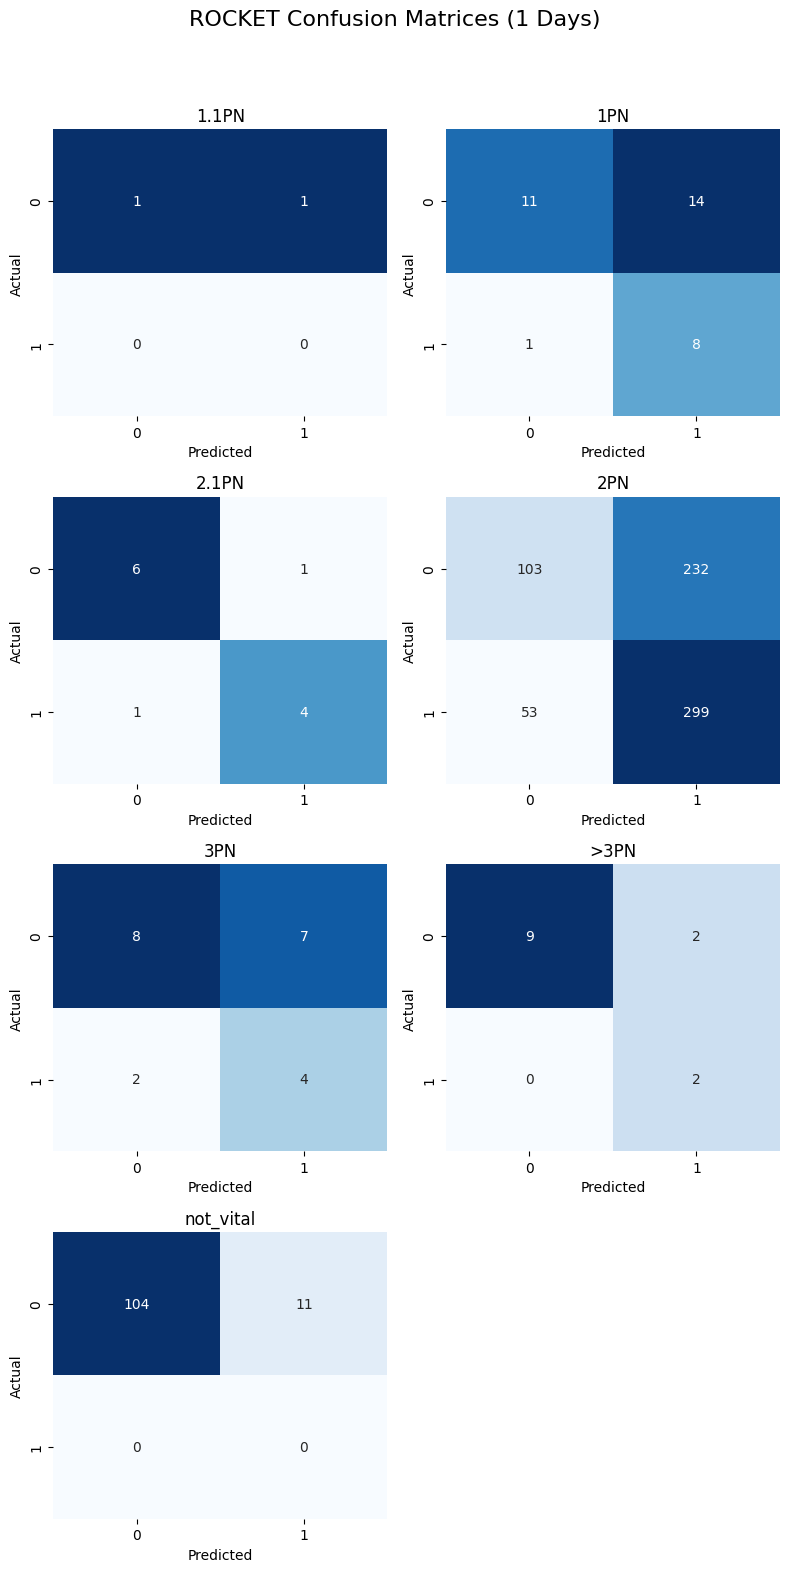 ROCKET Confusion Matrices (1 Days)
1.1PN
0
1
1
Actual
1
0
0
0
1
Predicted
1PN
0
11
14
Actual
1
1
8
0
1
Predicted
2.1PN
0
6
1
Actual
1
1
4
0
1
Predicted
2PN
0
103
232
Actual
1
53
299
0
1
Predicted
3PN
0
8
7
Actual
1
2
4
0
1
Predicted
>3PN
0
9
2
Actual
1
0
2
0
1
Predicted
not_vital
0
104
11
Actual
1
0
0
0
1
Predicted